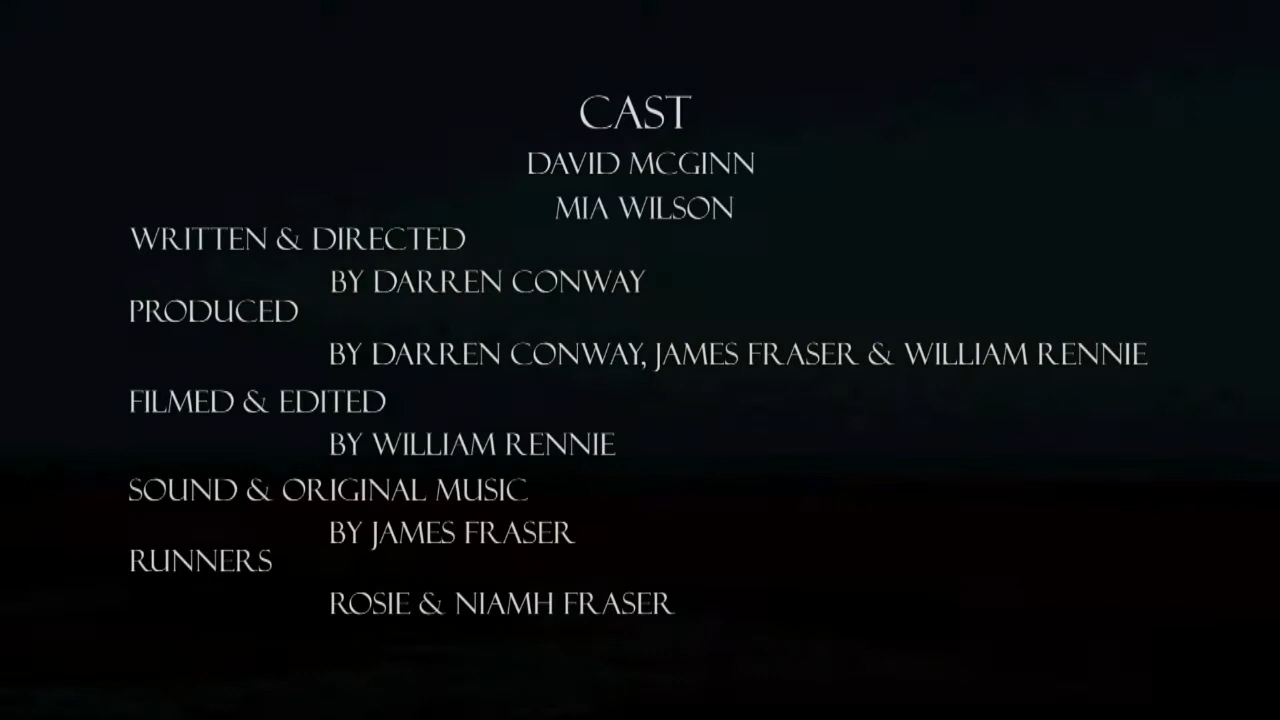 CAST
DAVID MCGINN
MIA WILSON
WRITTEN & DIRECTED
BY DARREN CONWAY
PRODUCED
BY DARREN CONWAY, JAMES FRASER & WILLIAM RENNIE
FILMED & EDITED
BY WILLIAM RENNIE
SOUND & ORIGINAL MUSIC
BY JAMES FRASER
RUNNERS
ROSIE & NIAMH FRASER